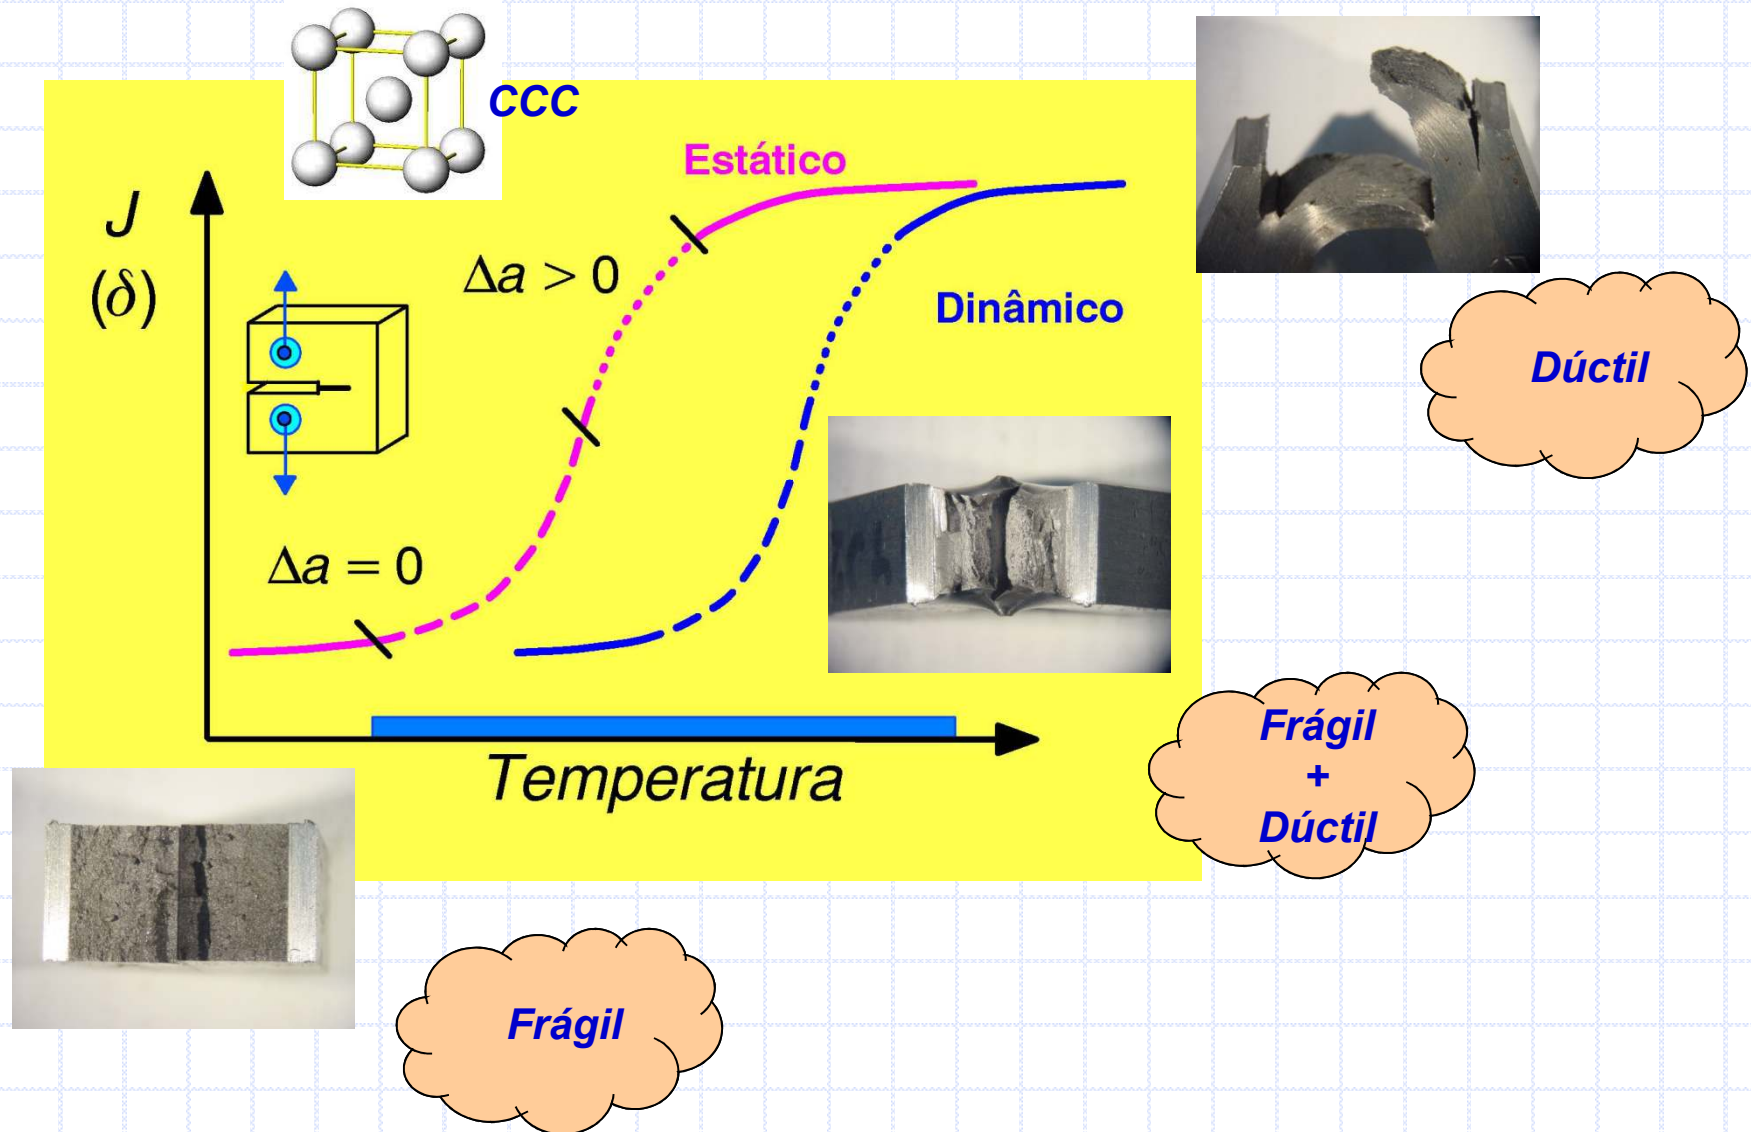 CCC
Estático
J
(δ)
Δa > 0
Dinâmico
Dúctil
Δa = 0
Frágil
+
Dúctil
Temperatura
Frágil